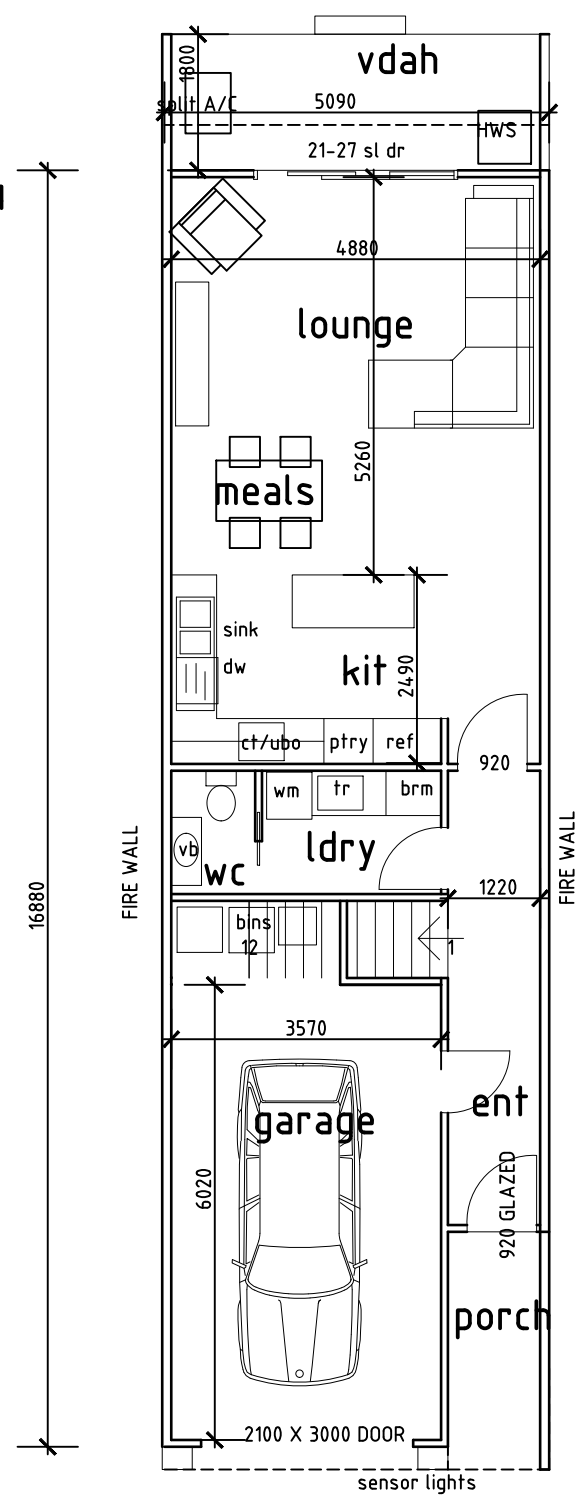 vdah
1800
split A/C
5090
HWS
21-27 sl dr
4880
lounge
5260
meals
sink
kit
dw
2490
ct/ubo
ptry
ref
920
wm
tr
brm
ldry
vb
wc
FIRE WALL
FIRE WALL
16880
1220
bins
12
1
3570
ent
garage
6020
920 GLAZED
porch
2100 X 3000 DOOR
sensor lights